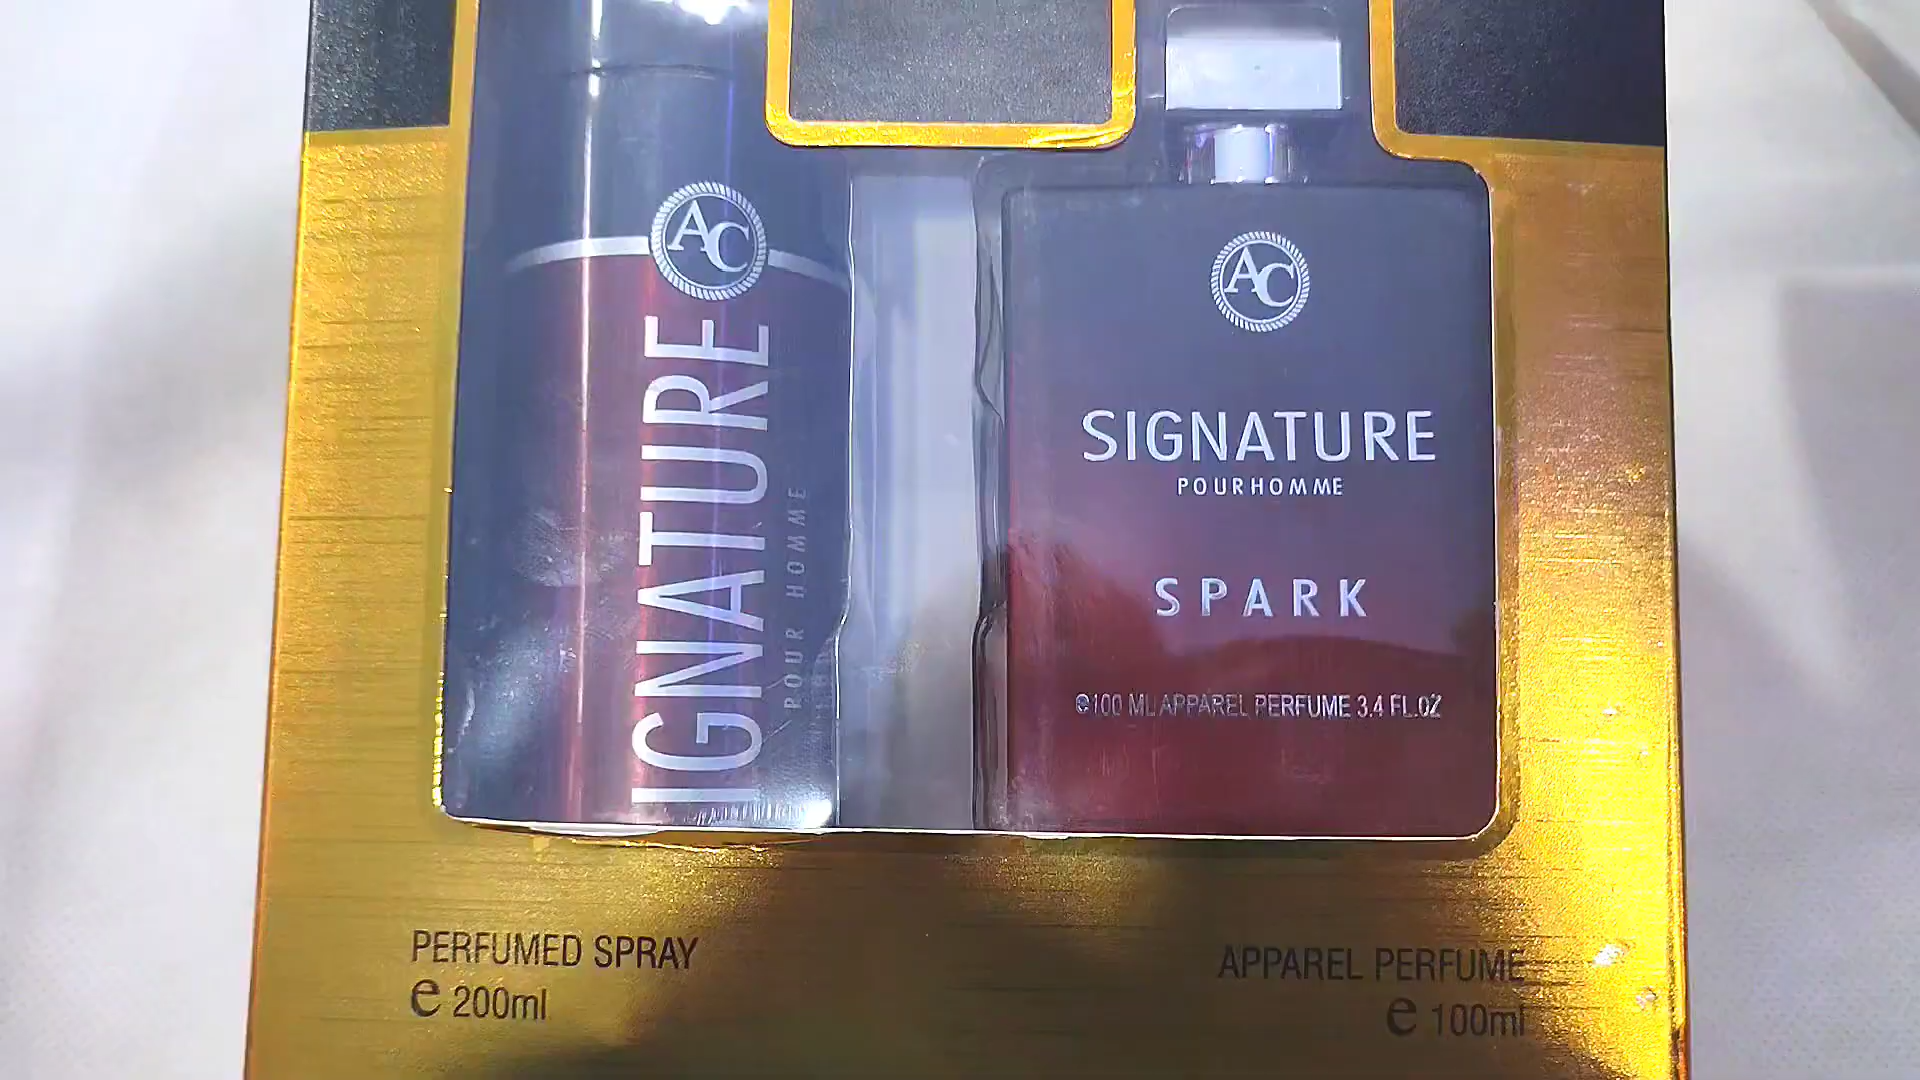 AC
IGNATURE
POUR HOMME
AC
SIGNATURE
POURHOMME
SPARK
℮100 ML APPAREL PERFUME 3.4 FL.OZ
PERFUMED SPRAY
℮ 200ml
APPAREL PERFUME
℮ 100ml